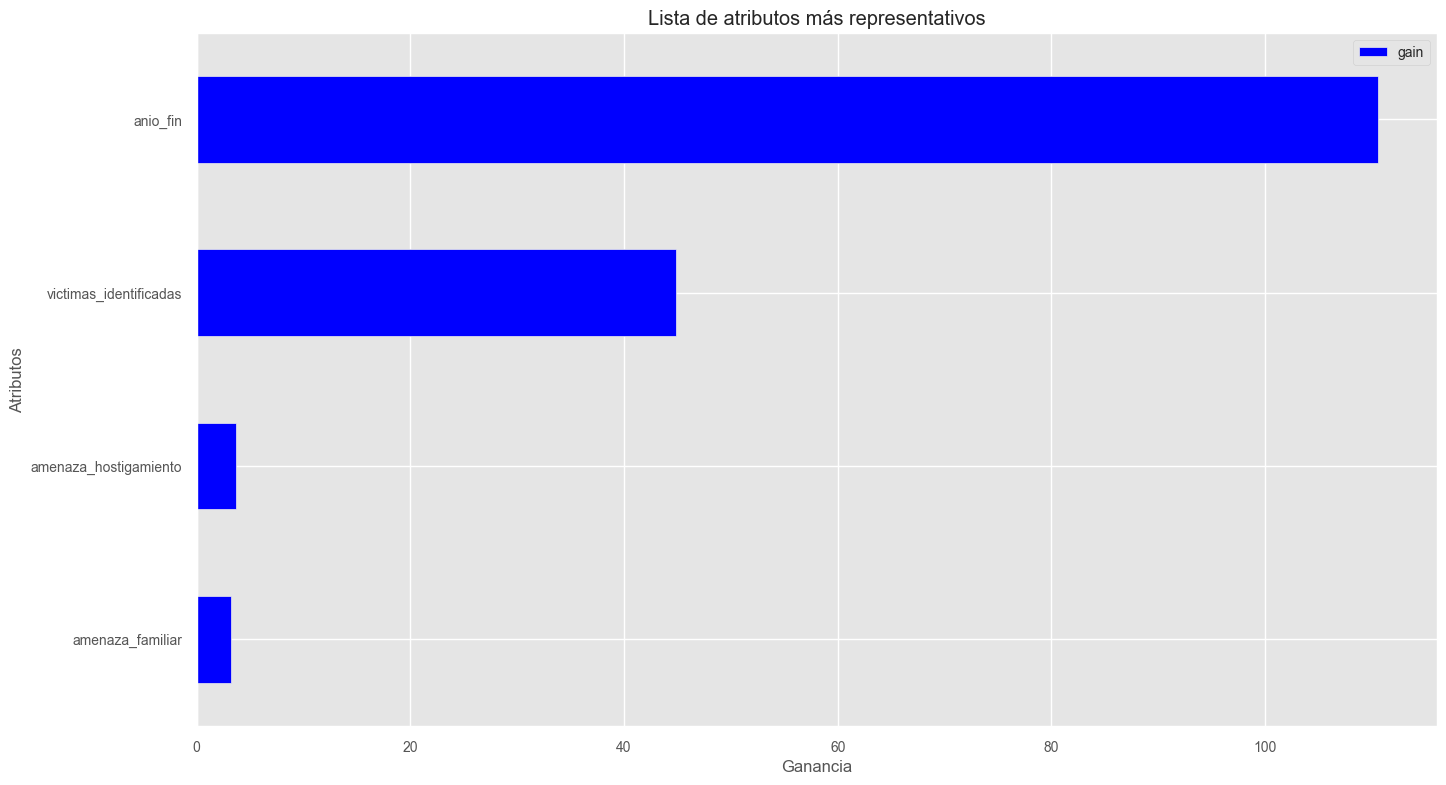 Lista de atributos más representativos
gain
anio_fin
victimas_identificadas
amenaza_hostigamiento
amenaza_familiar
Atributos
0 20 40 60 80 100
Ganancia